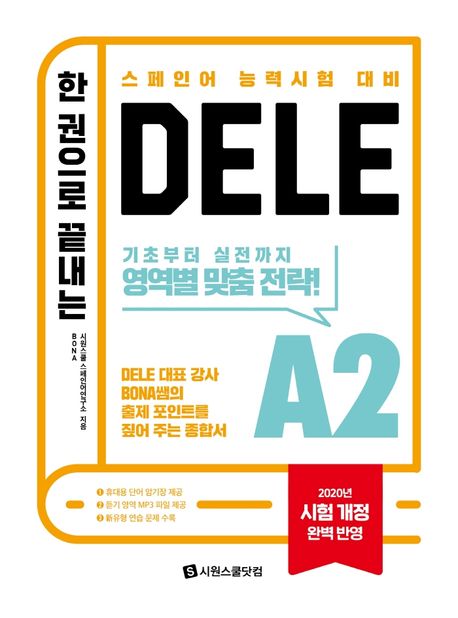 한 권으로 끝내는
시원스쿨 스페인어연구소 지음
BONA
스페인어 능력시험 대비
DELE
기초부터 실전까지
영역별 맞춤 전략!
A2
DELE 대표 강사
BONA쌤의
출제 포인트를
짚어 주는 종합서
1 휴대용 단어 암기장 제공
2 듣기 영역 MP3 파일 제공
3 新유형 연습 문제 수록
2020년
시험 개정
완벽 반영
S 시원스쿨닷컴